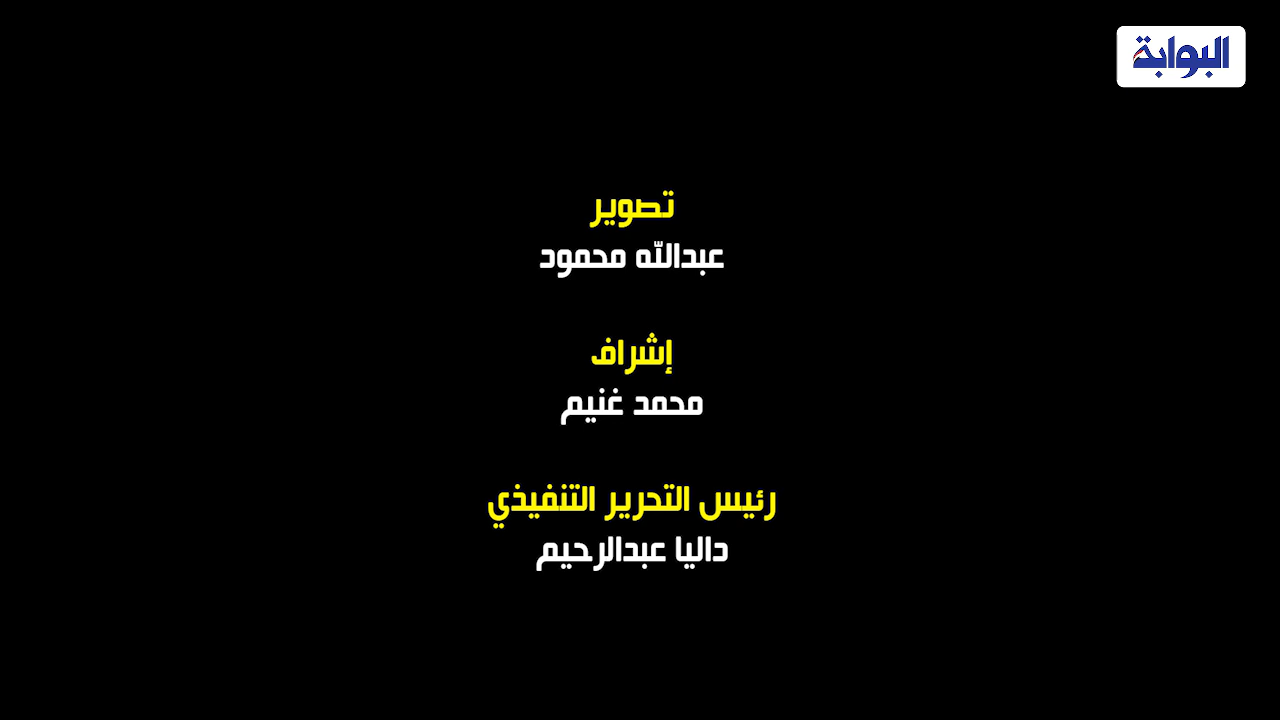 البوابة
تصوير
عبدالله محمود
إشراف
محمد غنيم
رئيس التحرير التنفيذي
داليا عبدالرحيم